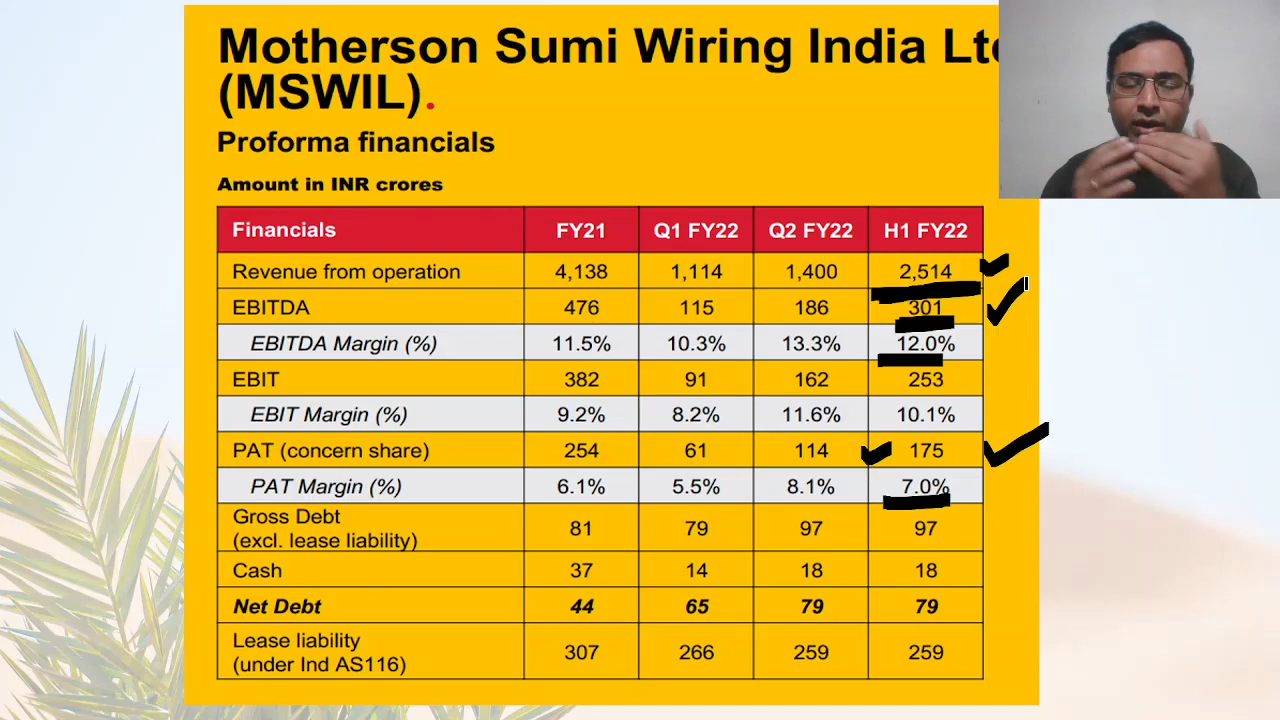 Motherson Sumi Wiring India Lt
(MSWIL).
Proforma financials
Amount in INR crores
Financials FY21 Q1 FY22 Q2 FY22 H1 FY22
Revenue from operation 4,138 1,114 1,400 2,514
EBITDA 476 115 186 301
EBITDA Margin (%) 11.5% 10.3% 13.3% 12.0%
EBIT 382 91 162 253
EBIT Margin (%) 9.2% 8.2% 11.6% 10.1%
PAT (concern share) 254 61 114 175
PAT Margin (%) 6.1% 5.5% 8.1% 7.0%
Gross Debt
(excl. lease liability) 81 79 97 97
Cash 37 14 18 18
Net Debt 44 65 79 79
Lease liability
(under Ind AS116) 307 266 259 259